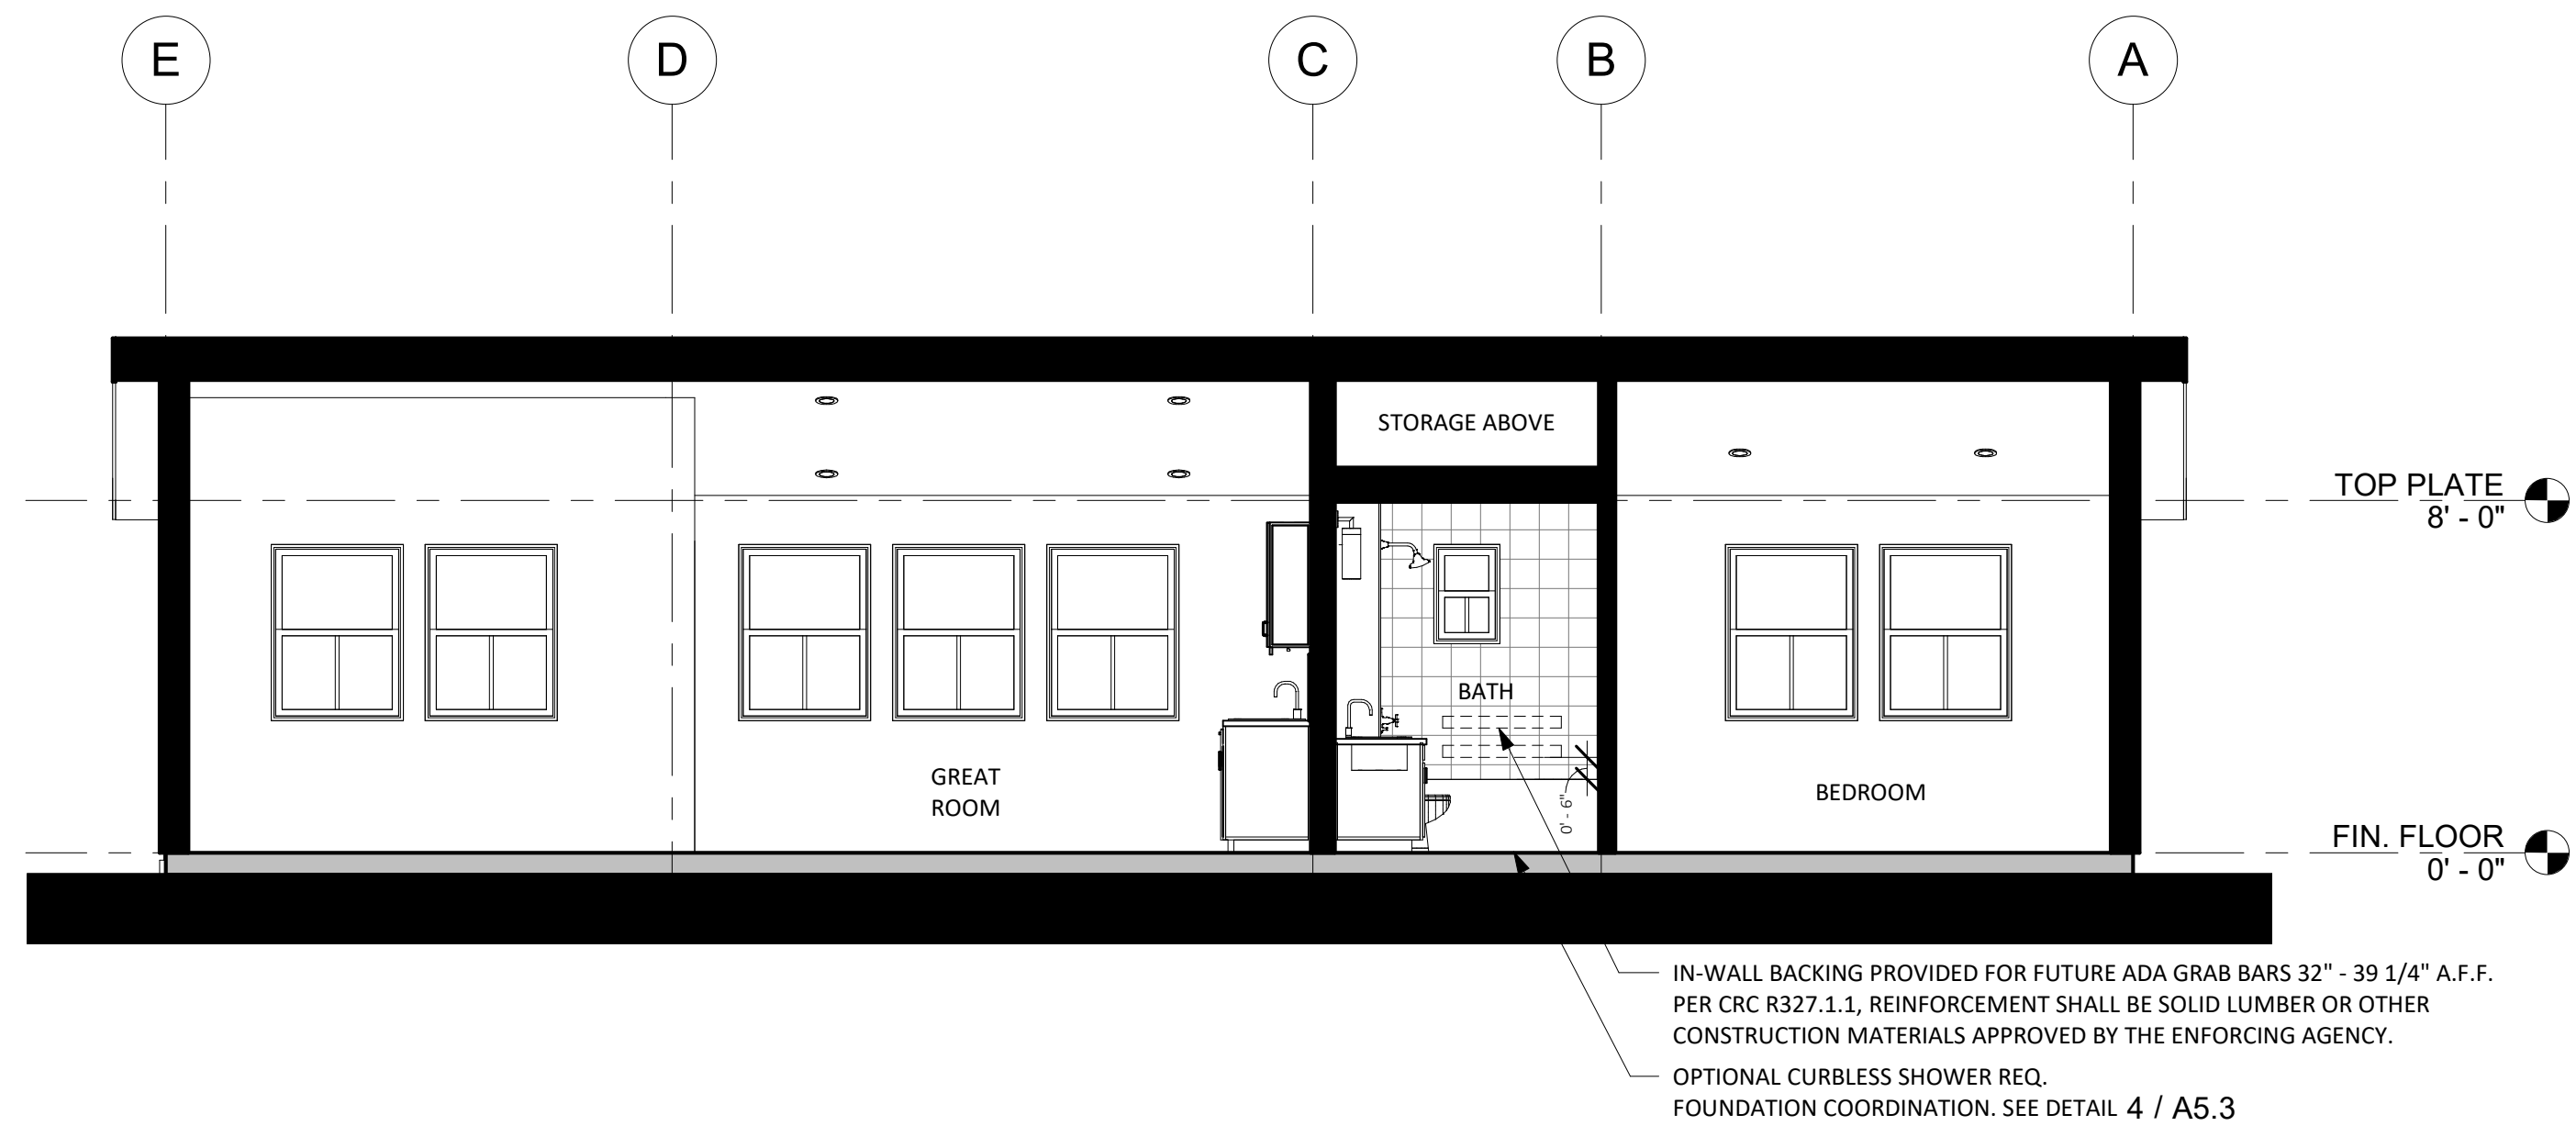 E
D
C
B
A
STORAGE ABOVE
TOP PLATE
8' - 0"
BATH
GREAT
ROOM
BEDROOM
0' - 6"
FIN. FLOOR
0' - 0"
IN-WALL BACKING PROVIDED FOR FUTURE ADA GRAB BARS 32" - 39 1/4" A.F.F.
PER CRC R327.1.1, REINFORCEMENT SHALL BE SOLID LUMBER OR OTHER
CONSTRUCTION MATERIALS APPROVED BY THE ENFORCING AGENCY.
OPTIONAL CURBLESS SHOWER REQ.
FOUNDATION COORDINATION. SEE DETAIL 4 / A5.3